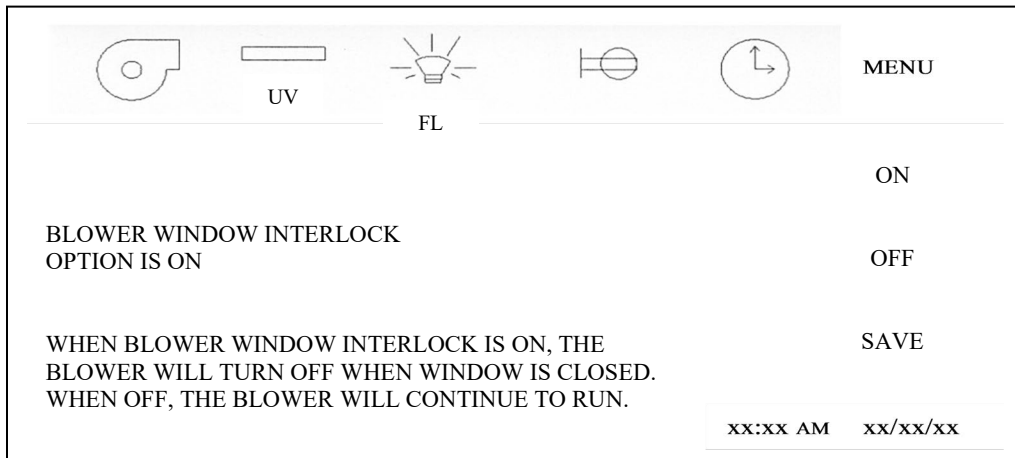 MENU
UV
FL
ON
BLOWER WINDOW INTERLOCK
OPTION IS ON
OFF
WHEN BLOWER WINDOW INTERLOCK IS ON, THE
BLOWER WILL TURN OFF WHEN WINDOW IS CLOSED.
WHEN OFF, THE BLOWER WILL CONTINUE TO RUN.
SAVE
xx:xx AM xx/xx/xx